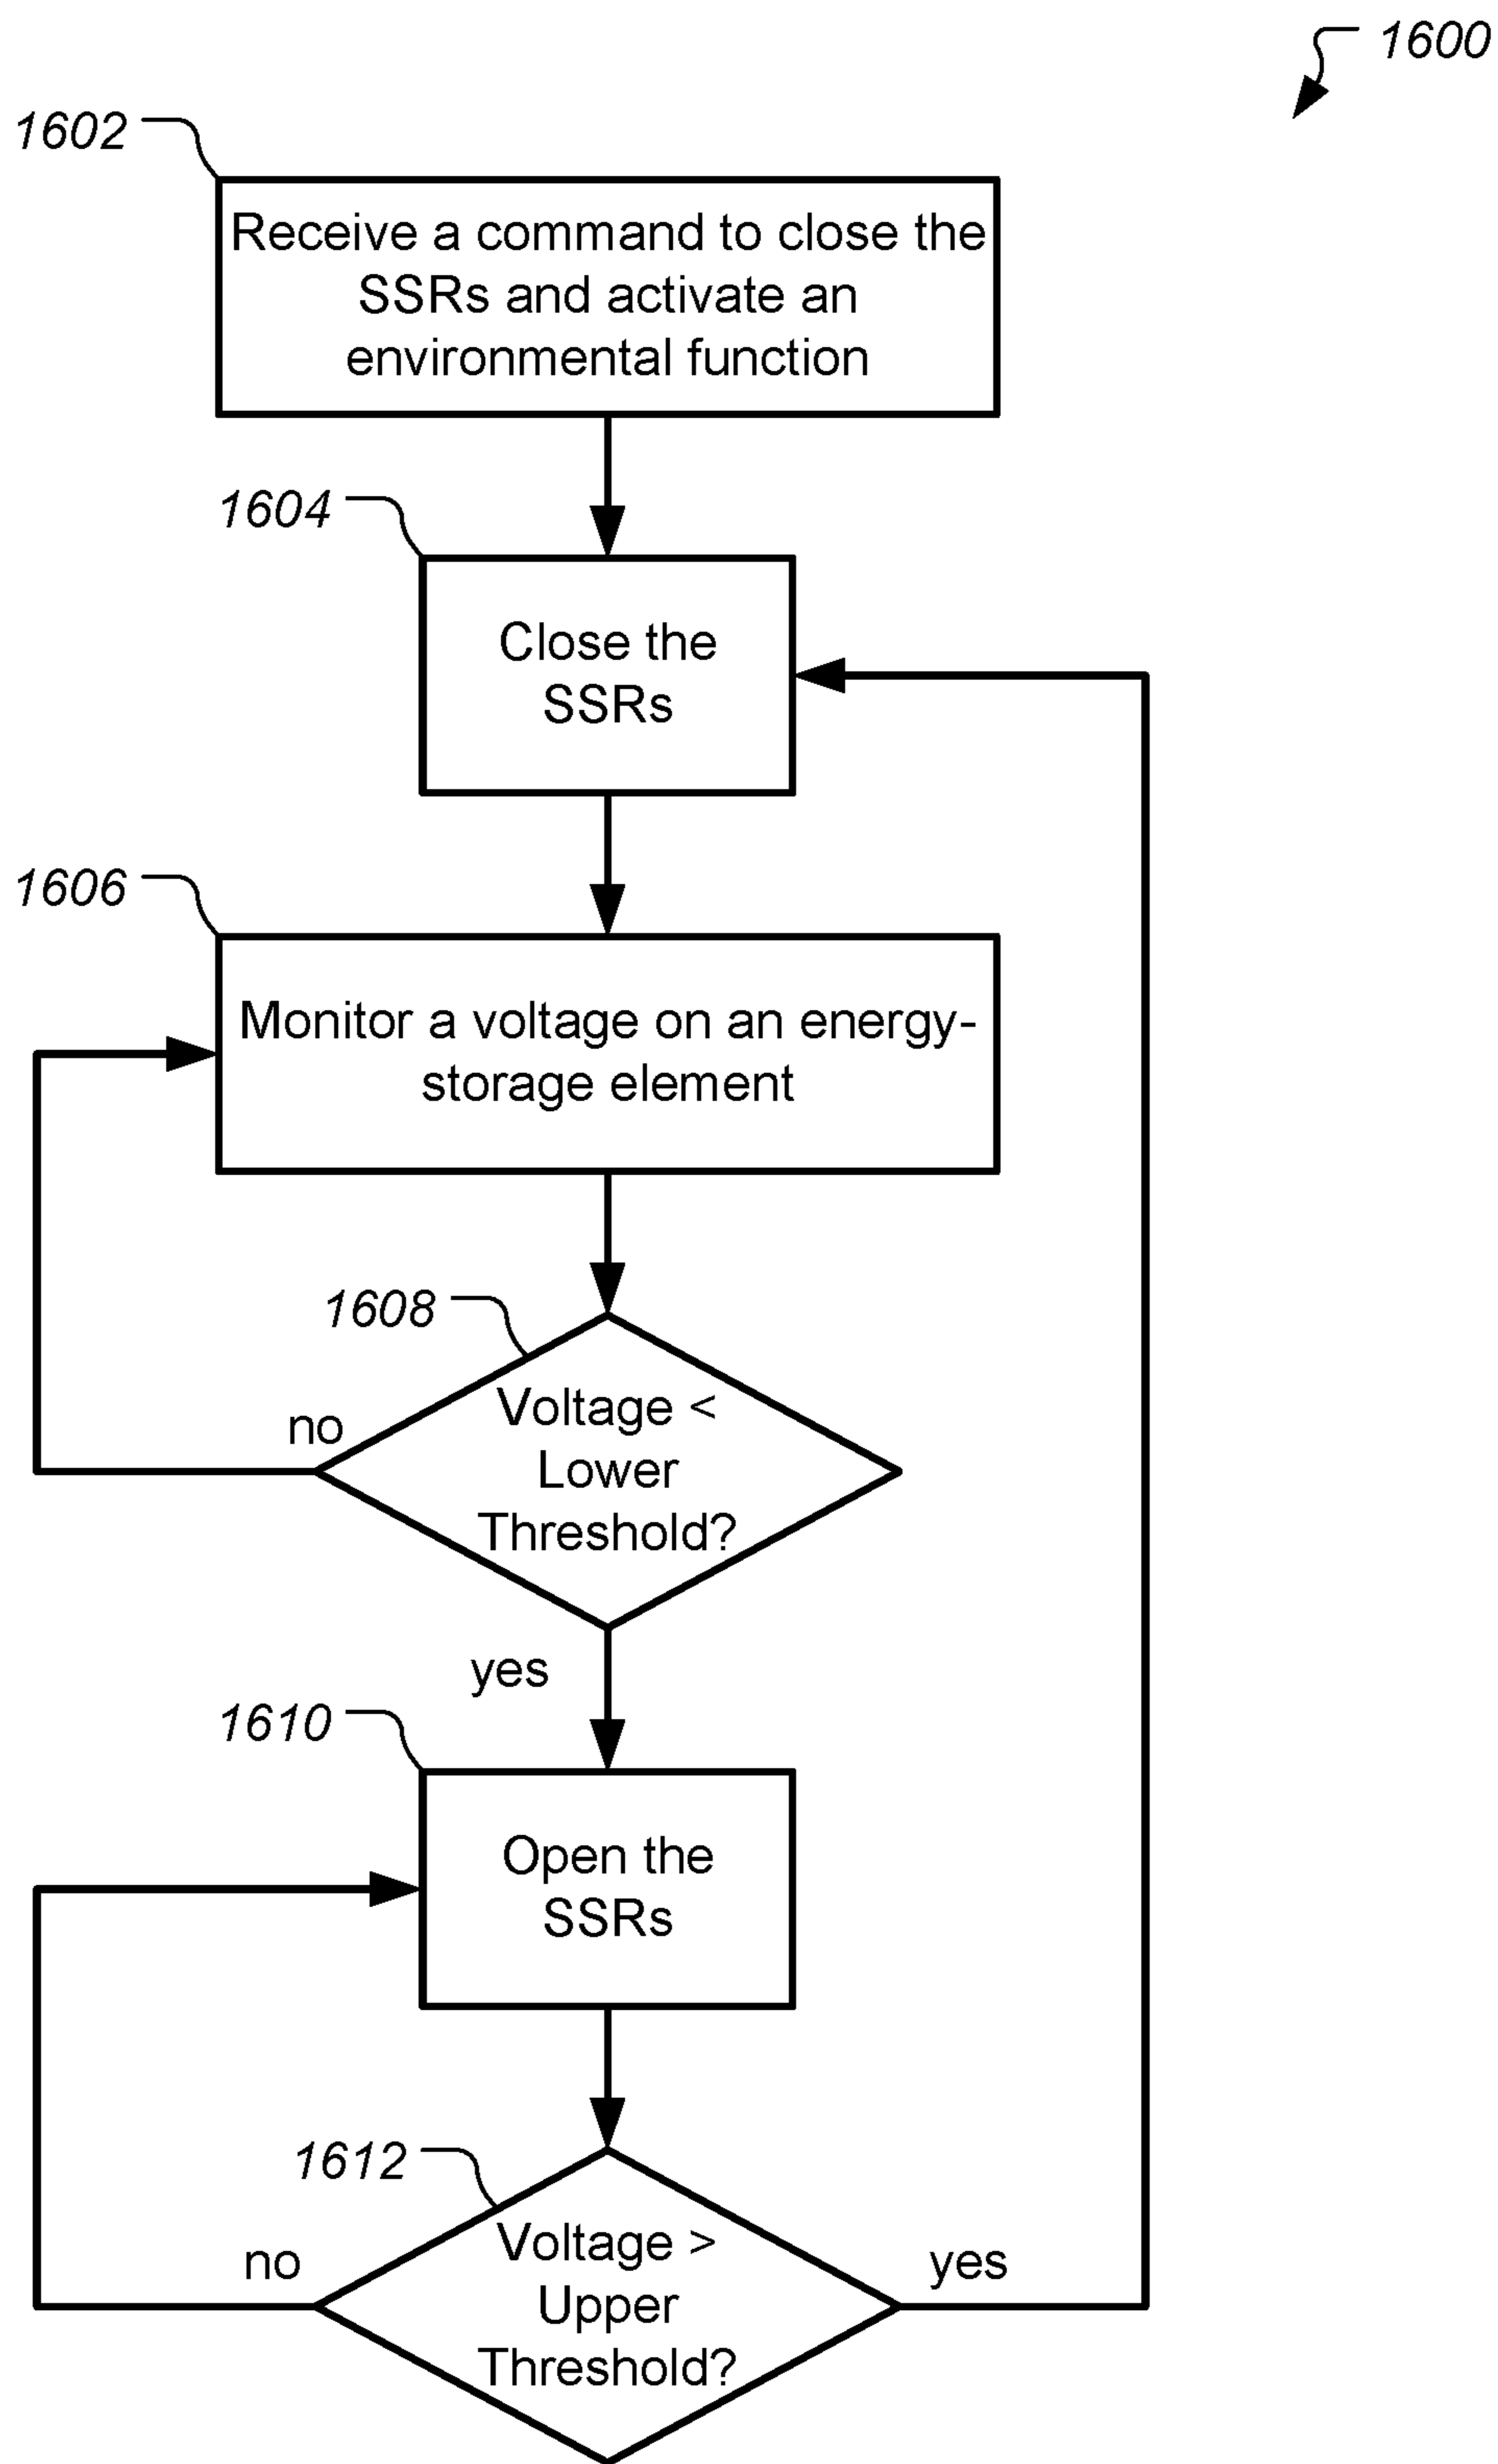 1600
1602
Receive a command to close the
SSRs and activate an
environmental function
1604
Close the
SSRs
1606
Monitor a voltage on an energy-
storage element
1608
Voltage <
Lower
Threshold?
no
yes
1610
Open the
SSRs
1612
Voltage >
Upper
Threshold?
no
yes